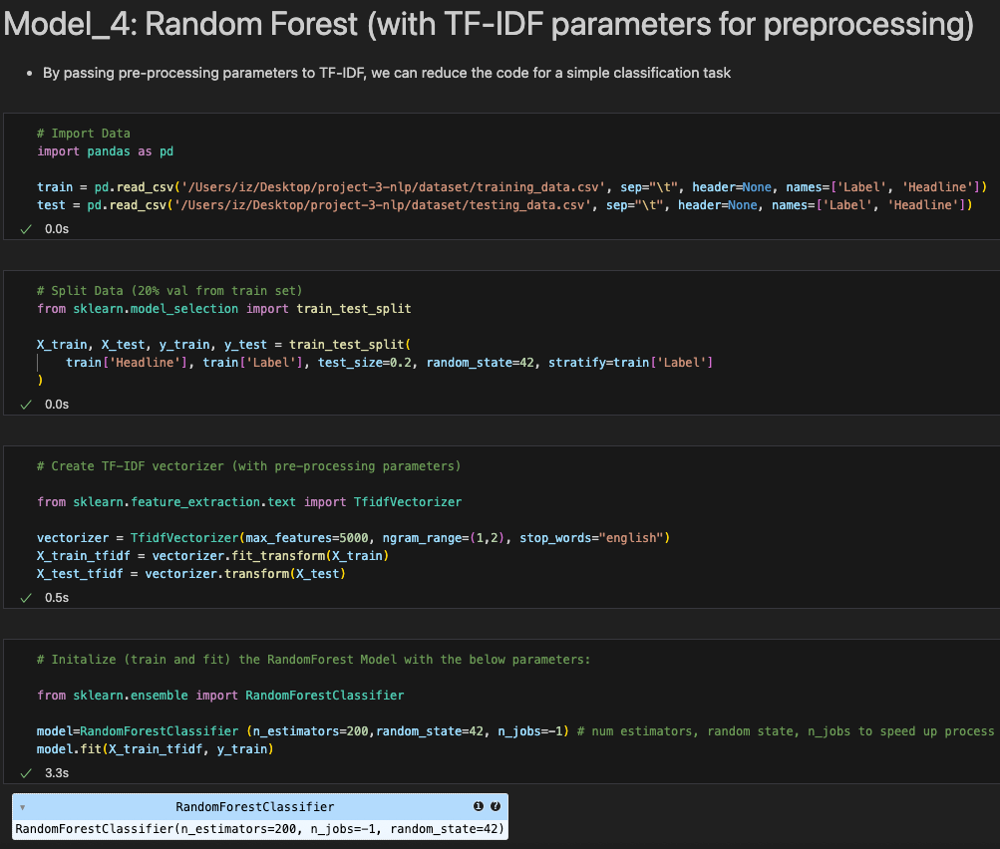 Model_4: Random Forest (with TF-IDF parameters for preprocessing)
• By passing pre-processing parameters to TF-IDF, we can reduce the code for a simple classification task
# Import Data
import pandas as pd
train = pd.read_csv('/Users/iz/Desktop/project-3-nlp/dataset/training_data.csv', sep="\t", header=None, names=['Label', 'Headline'])
test = pd.read_csv('/Users/iz/Desktop/project-3-nlp/dataset/testing_data.csv', sep="\t", header=None, names=['Label', 'Headline'])
✓ 0.0s
# Split Data (20% val from train set)
from sklearn.model_selection import train_test_split
X_train, X_test, y_train, y_test = train_test_split(
    train['Headline'], train['Label'], test_size=0.2, random_state=42, stratify=train['Label']
)
✓ 0.0s
# Create TF-IDF vectorizer (with pre-processing parameters)
from sklearn.feature_extraction.text import TfidfVectorizer
vectorizer = TfidfVectorizer(max_features=5000, ngram_range=(1,2), stop_words="english")
X_train_tfidf = vectorizer.fit_transform(X_train)
X_test_tfidf = vectorizer.transform(X_test)
✓ 0.5s
# Initalize (train and fit) the RandomForest Model with the below parameters:
from sklearn.ensemble import RandomForestClassifier
model=RandomForestClassifier (n_estimators=200,random_state=42, n_jobs=-1) # num estimators, random state, n_jobs to speed up process
model.fit(X_train_tfidf, y_train)
✓ 3.3s
▾ RandomForestClassifier i ?
RandomForestClassifier(n_estimators=200, n_jobs=-1, random_state=42)